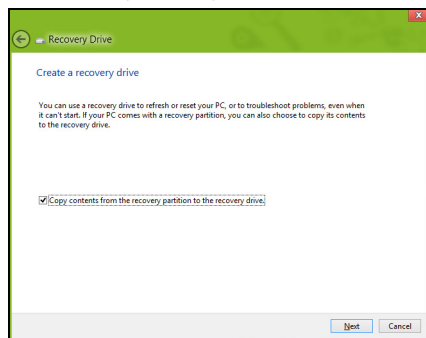 Recovery Drive
Create a recovery drive
You can use a recovery drive to refresh or reset your PC, or to troubleshoot problems, even when
it can't start. If your PC comes with a recovery partition, you can also choose to copy its contents
to the recovery drive.
Copy contents from the recovery partition to the recovery drive.
Next Cancel